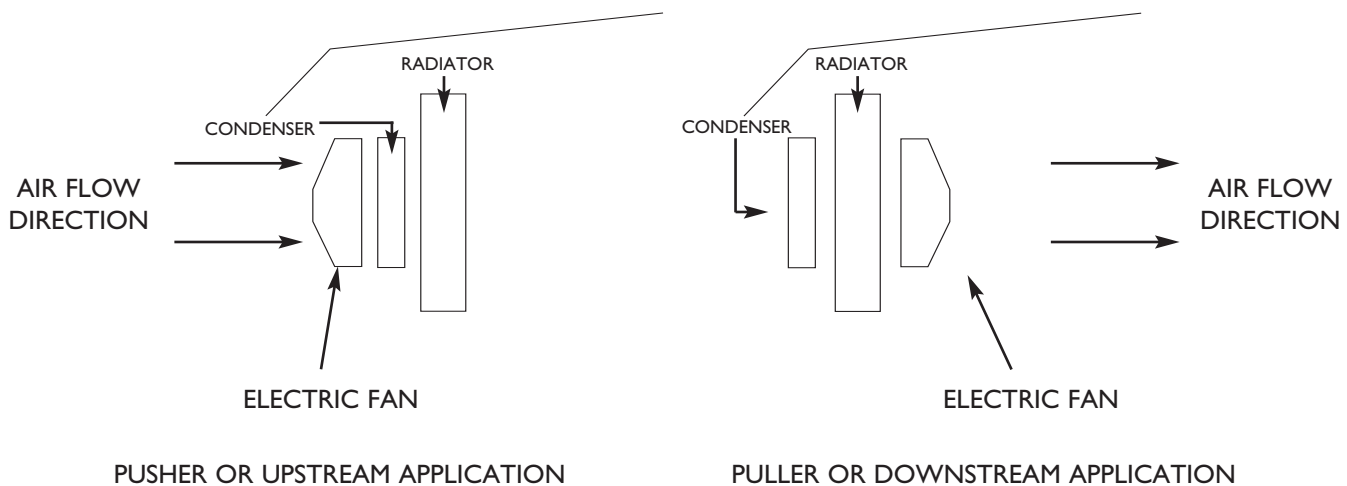 RADIATOR
CONDENSER
AIR FLOW
DIRECTION
ELECTRIC FAN
PUSHER OR UPSTREAM APPLICATION
RADIATOR
CONDENSER
AIR FLOW
DIRECTION
ELECTRIC FAN
PULLER OR DOWNSTREAM APPLICATION